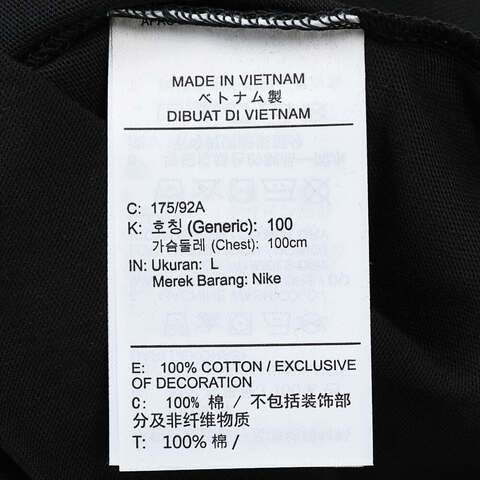 MADE IN VIETNAM
ベトナム製
DIBUAT DI VIETNAM
C: 175/92A
K: 호칭 (Generic): 100
가슴둘레 (Chest): 100cm
IN: Ukuran: L
Merek Barang: Nike
E: 100% COTTON / EXCLUSIVE
OF DECORATION
C: 100% 棉 / 不包括装饰部
分及非纤维物质
T: 100% 棉 /